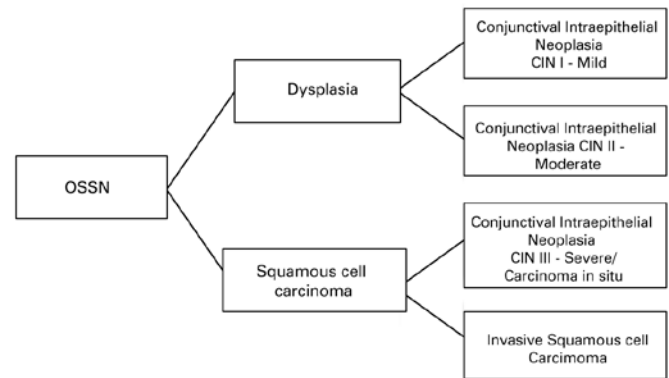 OSSN
Dysplasia
Squamous cell
carcinoma
Conjunctival Intraepithelial
Neoplasia
CIN I - Mild
Conjunctival Intraepithelial
Neoplasia CIN II -
Moderate
Conjunctival Intraepithelial
Neoplasia
CIN III - Severe/
Carcinoma in situ
Invasive Squamous cell
Carcimoma